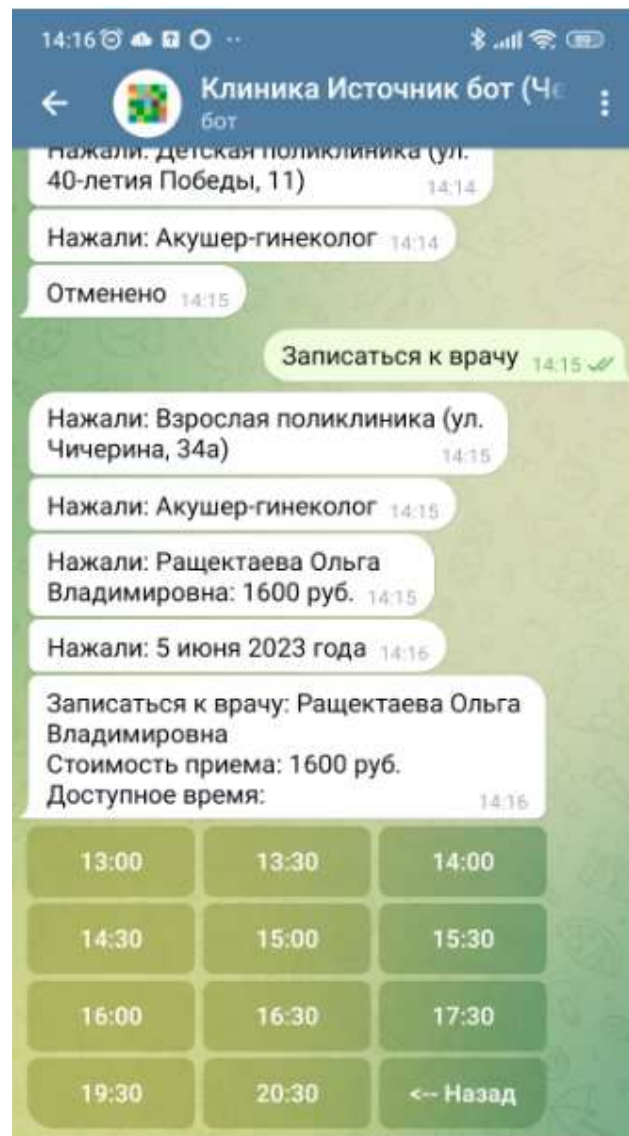 14:16
89
Клиника Источник бот (Че
бот
Нажали: Детская поликлиника (ул.
40-летия Победы, 11) 14:14
Нажали: Акушер-гинеколог 14:14
Отменено 14:15
Записаться к врачу 14:15
Нажали: Взрослая поликлиника (ул.
Чичерина, 34а) 14:15
Нажали: Акушер-гинеколог 14:15
Нажали: Ращектаева Ольга
Владимировна: 1600 руб. 14:15
Нажали: 5 июня 2023 года 14:16
Записаться к врачу: Ращектаева Ольга
Владимировна
Стоимость приема: 1600 руб.
Доступное время: 14:16
13:00 13:30 14:00
14:30 15:00 15:30
16:00 16:30 17:30
19:30 20:30 <-- Назад